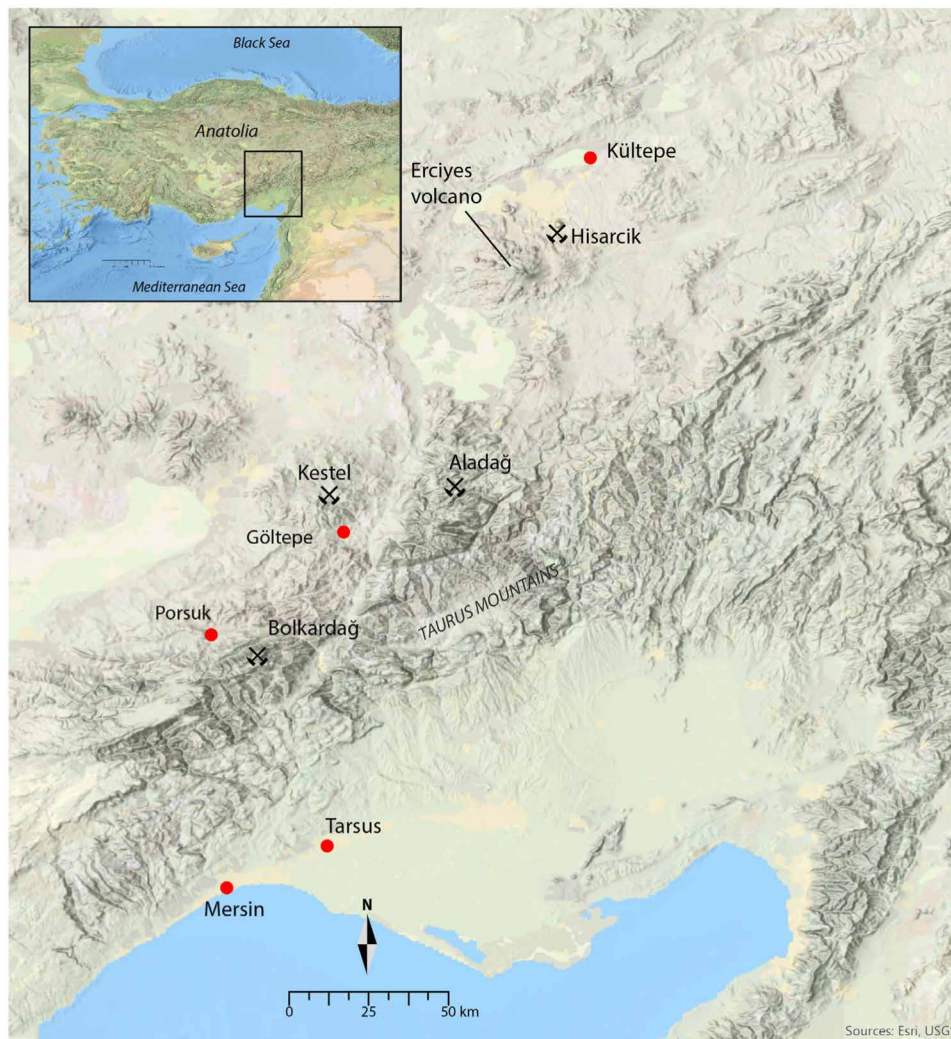 Black Sea
Anatolia
Mediterranean Sea
Kültepe
Erciyes
volcano
Hisarcik
Kestel
Aladağ
Göltepe
TAURUS MOUNTAINS
Porsuk
Bolkardağ
Tarsus
Mersin
N
0 25 50 km
Sources: Esri, USG